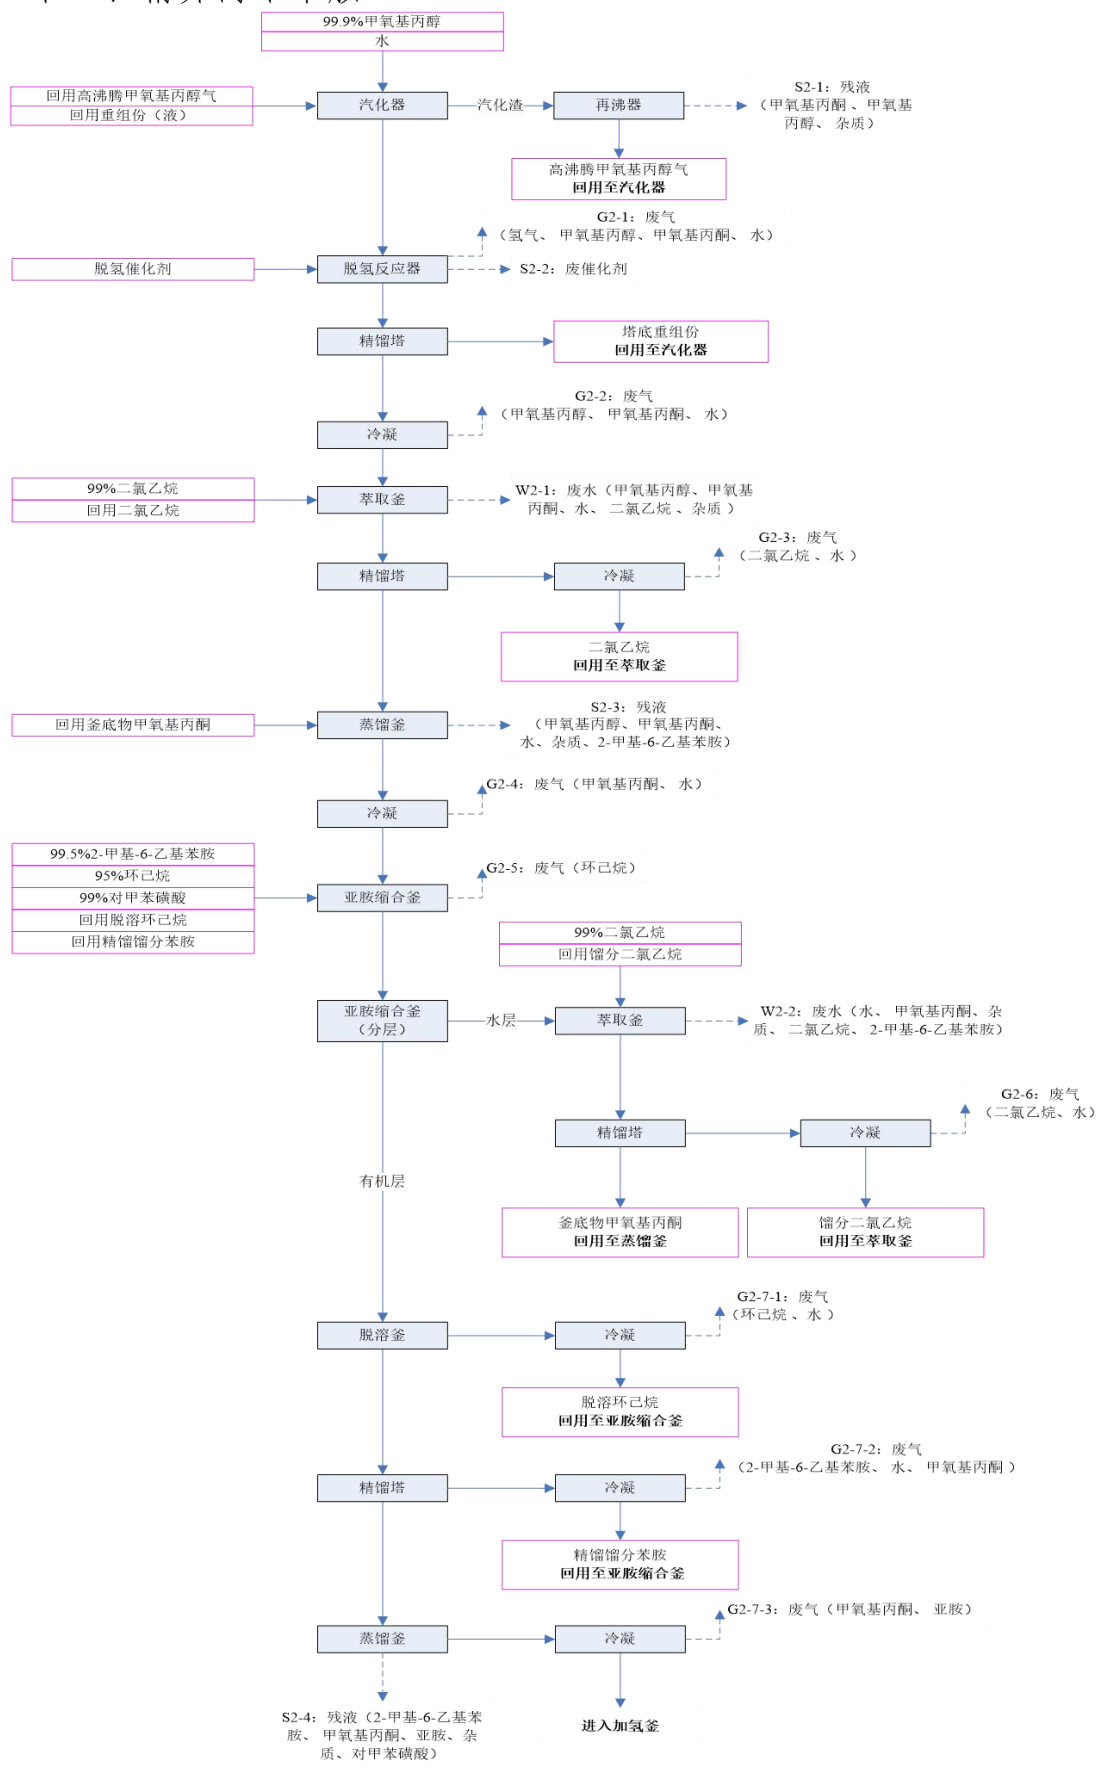 99.9%甲氧基丙醇
水
回用高沸腾甲氧基丙醇气
回用重组份（液）
汽化器
汽化渣
再沸器
S2-1：残液
（甲氧基丙酮、甲氧基
丙醇、杂质）
高沸腾甲氧基丙醇气
回用至汽化器
G2-1：废气
（氢气、甲氧基丙醇、甲氧基丙酮、水）
脱氢催化剂
脱氢反应器
S2-2：废催化剂
精馏塔
塔底重组份
回用至汽化器
G2-2：废气
（甲氧基丙醇、甲氧基丙酮、水）
冷凝
99%二氯乙烷
回用二氯乙烷
萃取釜
W2-1：废水（甲氧基丙醇、甲氧基
丙酮、水、二氯乙烷、杂质）
G2-3：废气
（二氯乙烷、水）
精馏塔
冷凝
二氯乙烷
回用至萃取釜
回用釜底物甲氧基丙酮
蒸馏釜
S2-3：残液
（甲氧基丙醇、甲氧基丙酮、
水、杂质、2-甲基-6-乙基苯胺）
G2-4：废气（甲氧基丙酮、水）
冷凝
99.5%2-甲基-6-乙基苯胺
95%环己烷
99%对甲苯磺酸
回用脱溶环己烷
回用精馏馏分苯胺
亚胺缩合釜
G2-5：废气（环己烷）
99%二氯乙烷
回用馏分二氯乙烷
亚胺缩合釜
（分层）
水层
萃取釜
W2-2：废水（水、甲氧基丙酮、杂
质、二氯乙烷、2-甲基-6-乙基苯胺）
G2-6：废气
（二氯乙烷、水）
精馏塔
冷凝
有机层
釜底物甲氧基丙酮
回用至蒸馏釜
馏分二氯乙烷
回用至萃取釜
G2-7-1：废气
（环己烷、水）
脱溶釜
冷凝
脱溶环己烷
回用至亚胺缩合釜
G2-7-2：废气
（2-甲基-6-乙基苯胺、水、甲氧基丙酮）
精馏塔
冷凝
精馏馏分苯胺
回用至亚胺缩合釜
G2-7-3：废气（甲氧基丙酮、亚胺）
蒸馏釜
冷凝
S2-4：残液（2-甲基-6-乙基苯
胺、甲氧基丙酮、亚胺、杂
质、对甲苯磺酸）
进入加氢釜